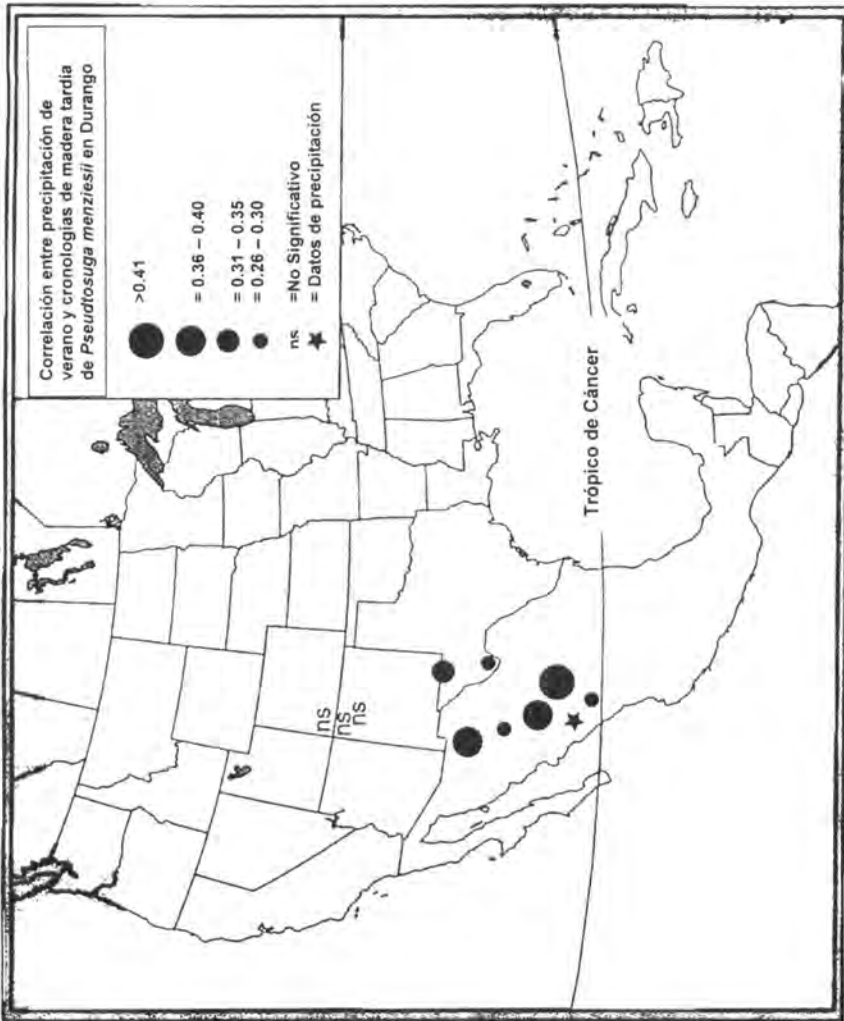 Correlación entre precipitación de
verano y cronologías de madera tardía
de Pseudtosuga menziesii en Durango
>0.41
= 0.36 – 0.40
= 0.31 – 0.35
= 0.26 – 0.30
ns =No Significativo
= Datos de precipitación
ns
ns
ns
Trópico de Cáncer